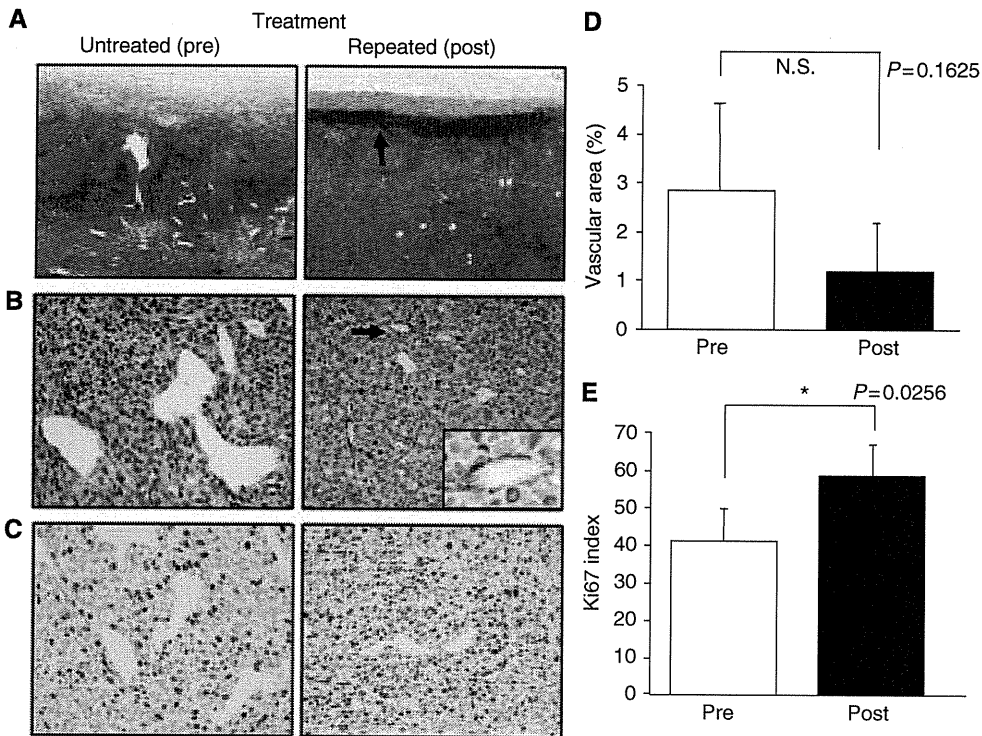 A
Treatment
Untreated (pre)
Repeated (post)
B
C
D
N.S.
P=0.1625
Vascular area (%)
5
4
3
2
1
0
Pre
Post
E
*
P=0.0256
Ki67 index
70
60
50
40
30
20
10
0
Pre
Post